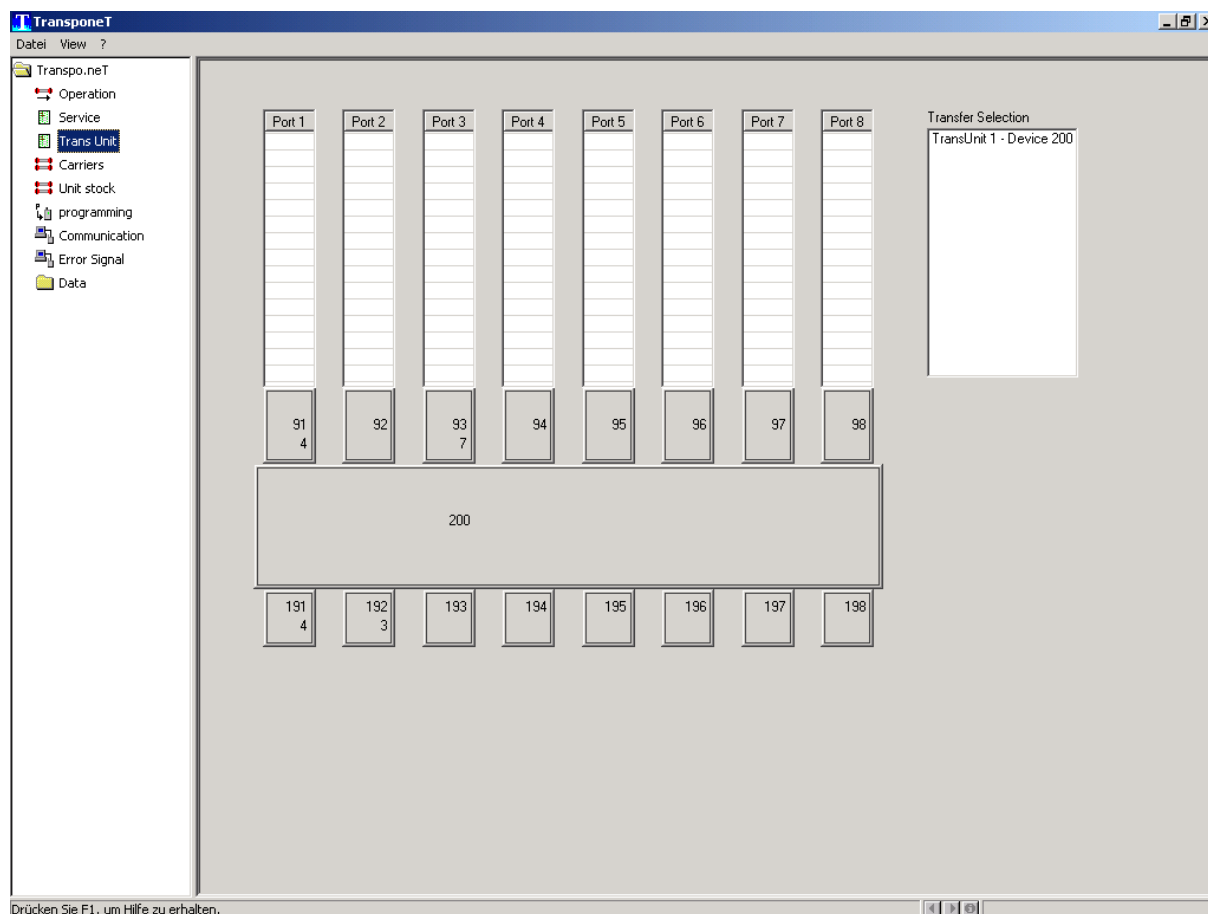 TransponeT
Datei View ?
Transpo.neT
Operation
Service
Trans Unit
Carriers
Unit stock
programming
Communication
Error Signal
Data
Port 1 Port 2 Port 3 Port 4 Port 5 Port 6 Port 7 Port 8
91 92 93 94 95 96 97 98
4 7
200
191 192 193 194 195 196 197 198
4 3
Transfer Selection
TransUnit 1 - Device 200
Drücken Sie F1, um Hilfe zu erhalten.